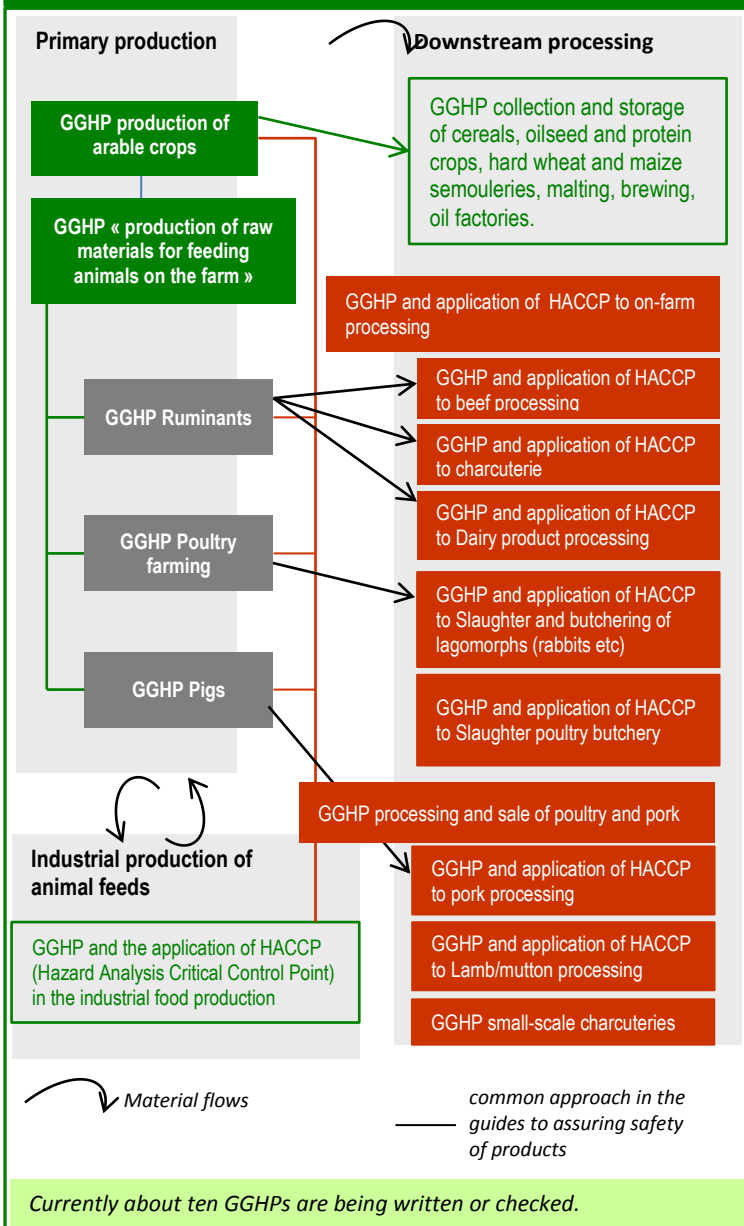 Primary production
Downstream processing
GGHP production of
arable crops
GGHP collection and storage
of cereals, oilseed and protein
crops, hard wheat and maize
semouleries, malting, brewing,
oil factories.
GGHP « production of raw
materials for feeding
animals on the farm »
GGHP and application of  HACCP to on-farm
processing
GGHP and application of HACCP
to beef processing
GGHP Ruminants
GGHP and application of HACCP
to charcuterie
GGHP and application of HACCP
to Dairy product processing
GGHP Poultry
farming
GGHP and application of HACCP
to Slaughter and butchering of
lagomorphs (rabbits etc)
GGHP Pigs
GGHP and application of HACCP
to Slaughter poultry butchery
GGHP processing and sale of poultry and pork
Industrial production of
animal feeds
GGHP and application of HACCP
to pork processing
GGHP and the application of HACCP
(Hazard Analysis Critical Control Point)
in the industrial food production
GGHP and application of HACCP
to Lamb/mutton processing
GGHP small-scale charcuteries
Material flows
common approach in the
guides to assuring safety
of products
Currently about ten GGHPs are being written or checked.